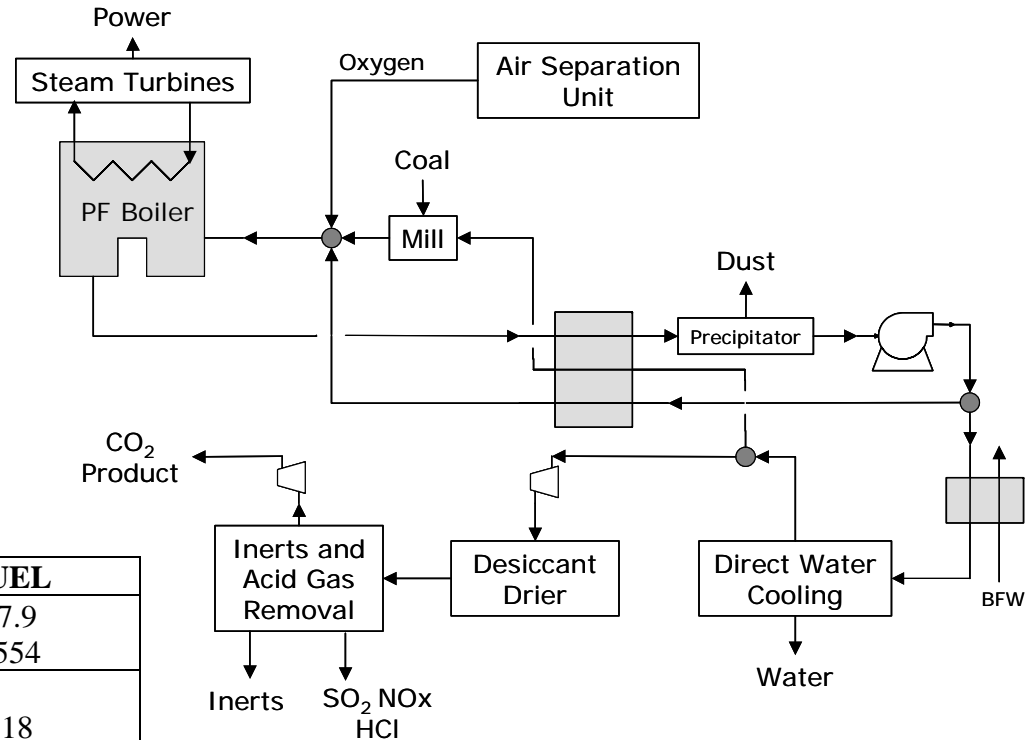 Power
Steam Turbines
Oxygen
Air Separation
Unit
Coal
PF Boiler
Mill
Dust
Precipitator
CO2
Product
Inerts and
Acid Gas
Removal
Desiccant
Drier
Direct Water
Cooling
BFW
Water
Inerts
SO2 NOx
HCl
UEL
7.9
554
18